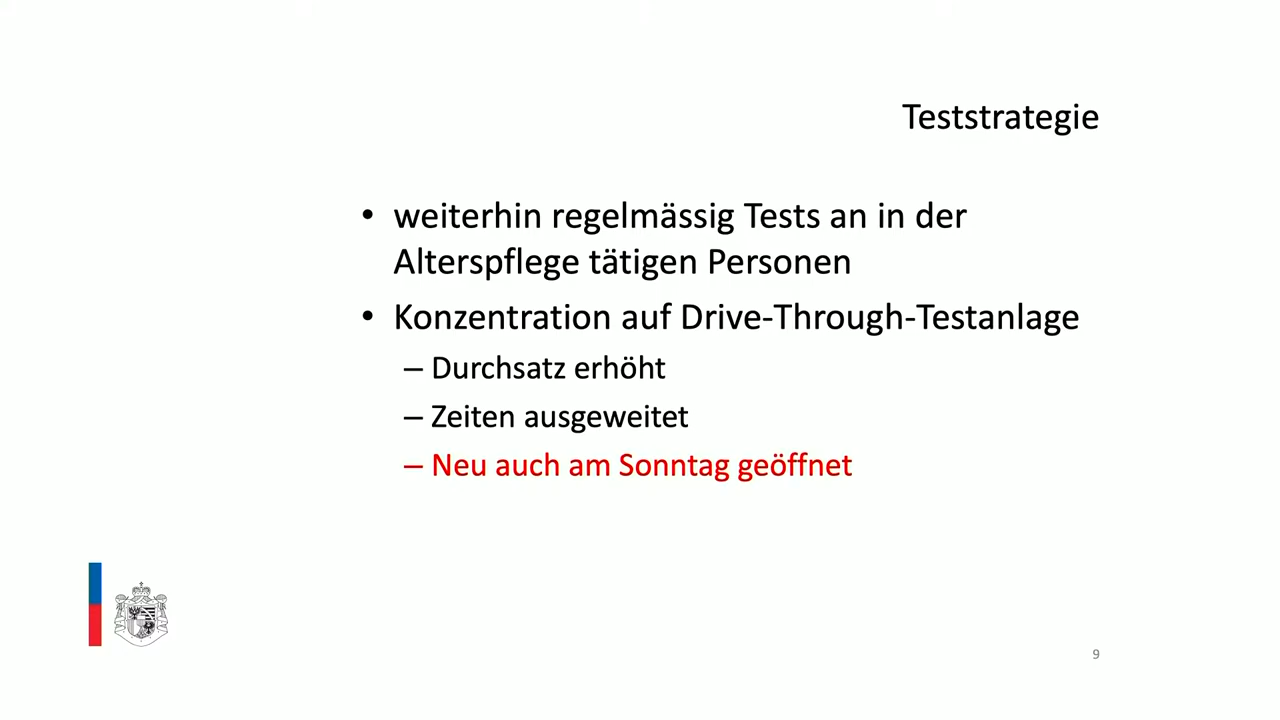 Teststrategie
• weiterhin regelmässig Tests an in der
Alterspflege tätigen Personen
• Konzentration auf Drive-Through-Testanlage
– Durchsatz erhöht
– Zeiten ausgeweitet
– Neu auch am Sonntag geöffnet
9